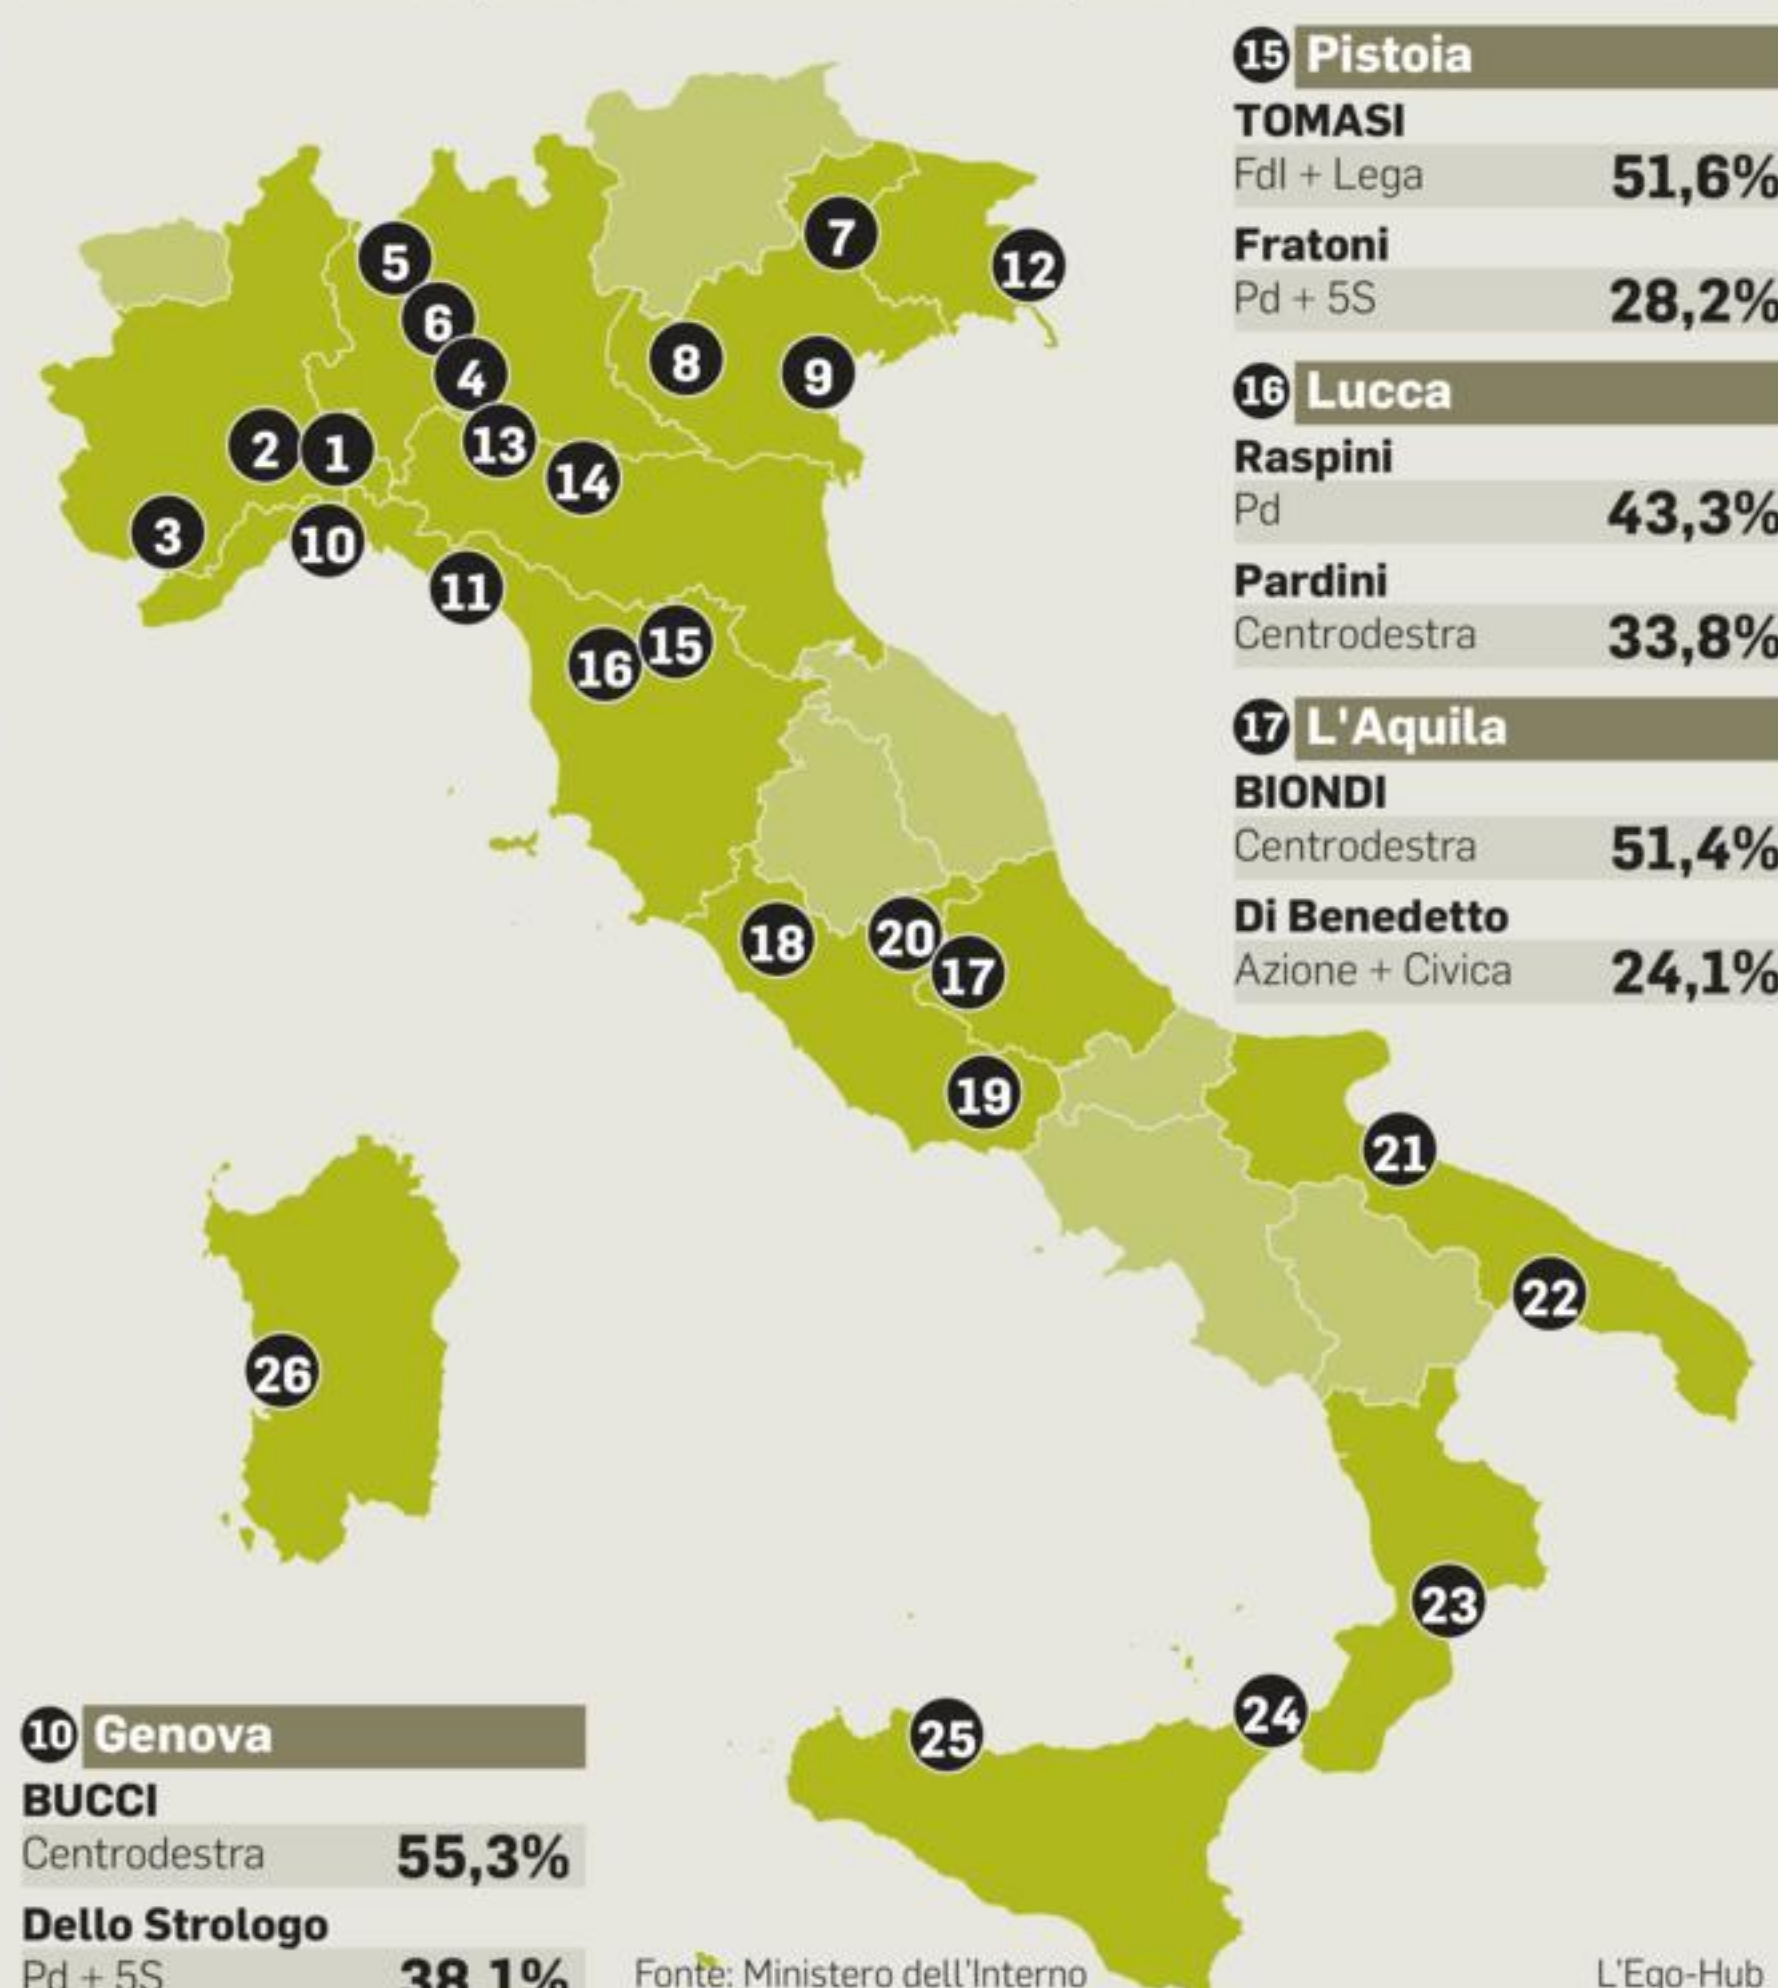 15 Pistoia
TOMASI
FdI + Lega 51,6%
Fratoni
Pd + 5S 28,2%
16 Lucca
Raspini
Pd 43,3%
Pardini
Centrodestra 33,8%
17 L'Aquila
BIONDI
Centrodestra 51,4%
Di Benedetto
Azione + Civica 24,1%
5
7
12
6
8
9
4
2
1
13
14
3
10
11
16
15
18
20
17
19
21
22
26
23
24
25
10 Genova
BUCCI
Centrodestra 55,3%
Dello Strologo
Pd + 5S 38,1%
Fonte: Ministero dell'Interno
L'Ego-Hub